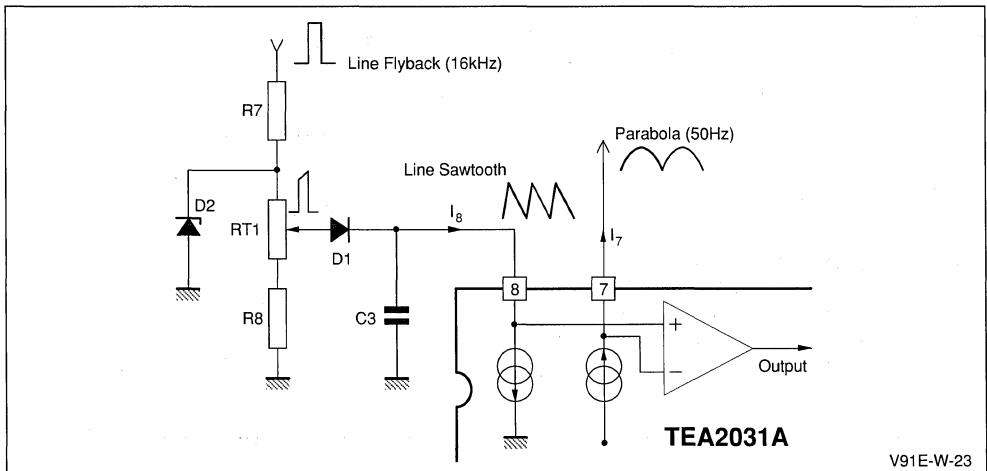 Line Flyback (16kHz)
R7
Parabola (50Hz)
Line Sawtooth
D2
RT1
I8
I7
D1
8
7
R8
C3
+
−
Output
TEA2031A
V91E-W-23